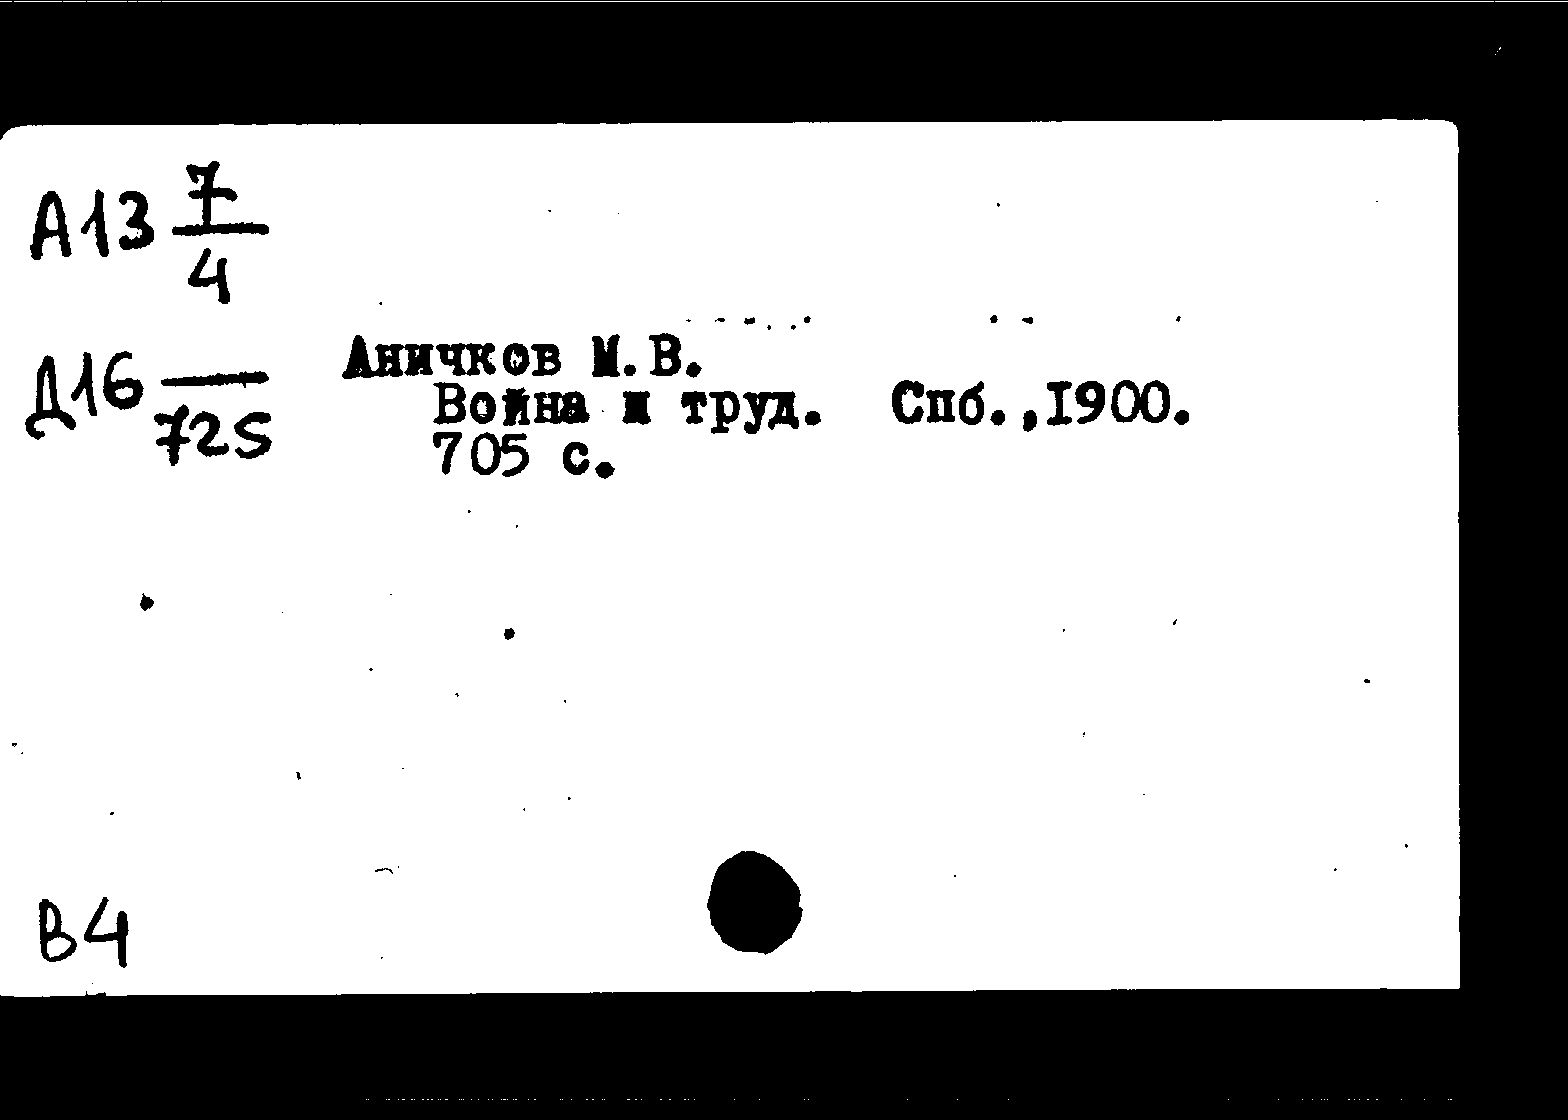 А13 7/4
Д16 —/725
Аничков М.В.
Война и труд. Спб.,1900.
705 с.
В4